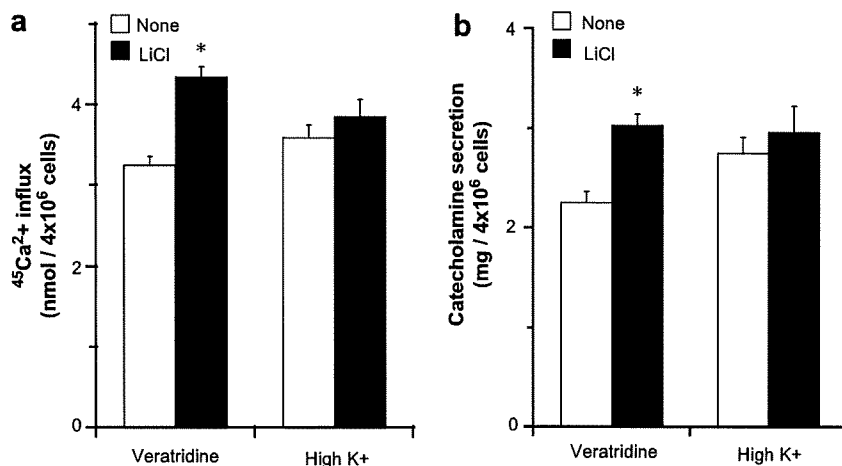 a
None
LiCl
*
4
2
0
⁴⁵Ca²+ influx
(nmol / 4x10⁶ cells)
Veratridine
High K+
b
None
LiCl
*
4
2
0
Catecholamine secretion
(mg / 4x10⁶ cells)
Veratridine
High K+